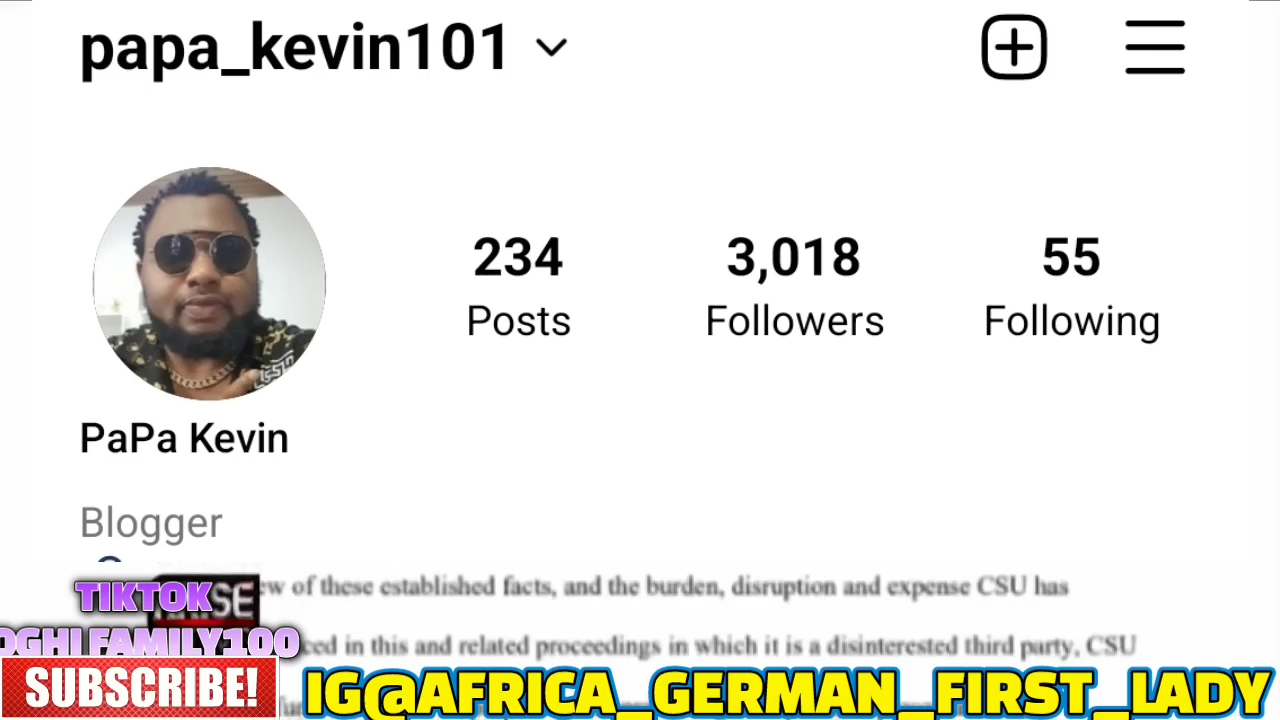 papa_kevin101
234 3,018 55
Posts Followers Following
PaPa Kevin
Blogger
of these established facts, and the burden, disruption and expense CSU has
TIKTOK
in this and related proceedings in which it is a disinterested third party, CSU
FAMILY100
SUBSCRIBE!
IG@AFRICA_GERMAN_FIRST_LADY